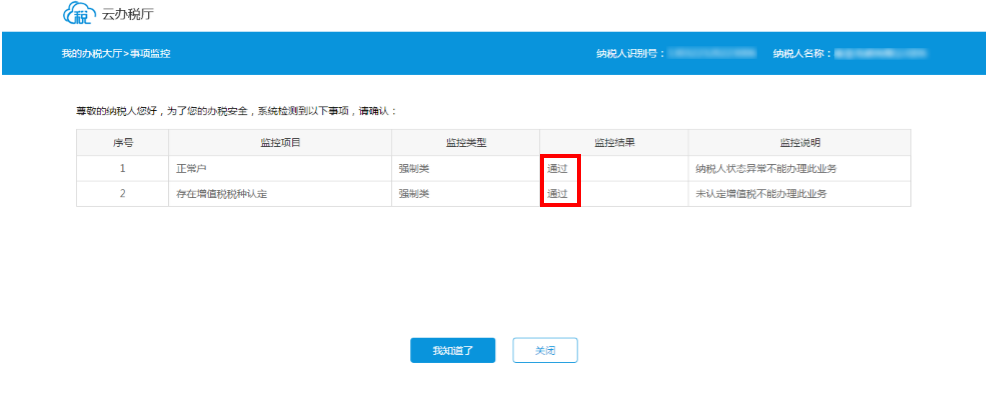 税 云办税厅
我的办税大厅>事项监控 纳税人识别号： 纳税人名称：
尊敬的纳税人您好，为了您的办税安全，系统检测到以下事项，请确认：
序号 监控项目 监控类型 监控结果 监控说明
1 正常户 强制类 通过 纳税人状态异常不能办理此业务
2 存在增值税税种认定 强制类 通过 未认定增值税不能办理此业务
我知道了 关闭